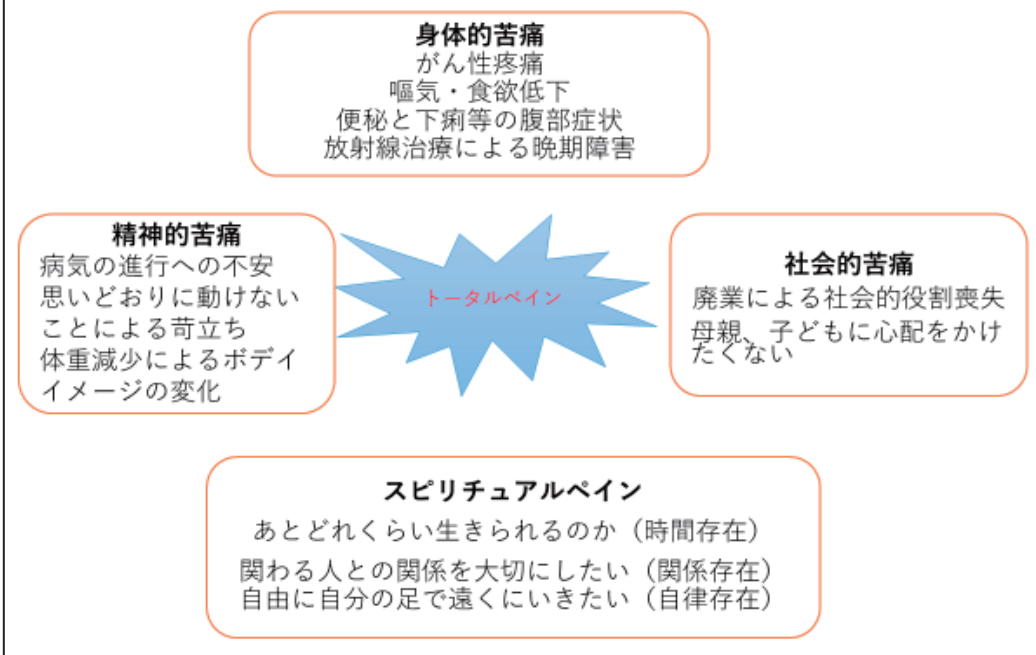 身体的苦痛
がん性疼痛
嘔気・食欲低下
便秘と下痢等の腹部症状
放射線治療による晩期障害
精神的苦痛
病気の進行への不安
思いどおりに動けない
ことによる苛立ち
体重減少によるボデイ
イメージの変化
トータルペイン
社会的苦痛
廃業による社会的役割喪失
母親、子どもに心配をかけ
たくない
スピリチュアルペイン
あとどれくらい生きられるのか（時間存在）
関わる人との関係を大切にしたい（関係存在）
自由に自分の足で遠くにいきたい（自律存在）